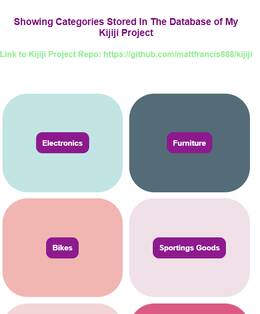 Showing Categories Stored In The Database of My
Kijiji Project
Link to Kijiji Project Repo: https://github.com/mattfrancis888/kijiji
Electronics
Furniture
Bikes
Sportings Goods